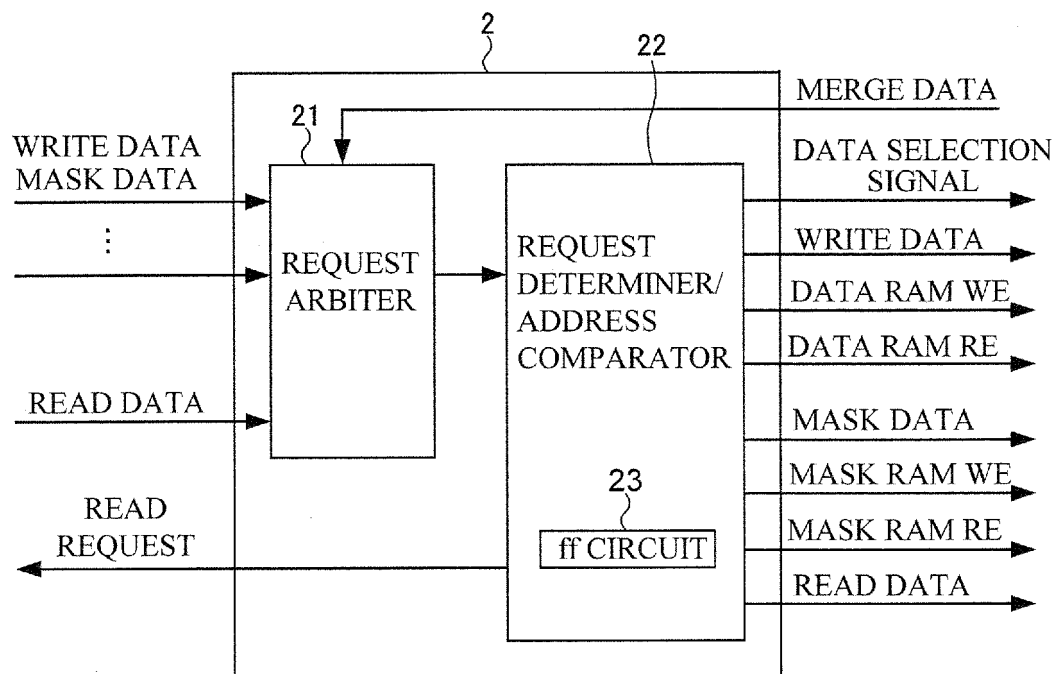 2
22
MERGE DATA
21
WRITE DATA
MASK DATA
DATA SELECTION
SIGNAL
REQUEST
ARBITER
REQUEST
DETERMINER/
ADDRESS
COMPARATOR
WRITE DATA
DATA RAM WE
DATA RAM RE
READ DATA
MASK DATA
MASK RAM WE
READ
REQUEST
23
ff CIRCUIT
MASK RAM RE
READ DATA